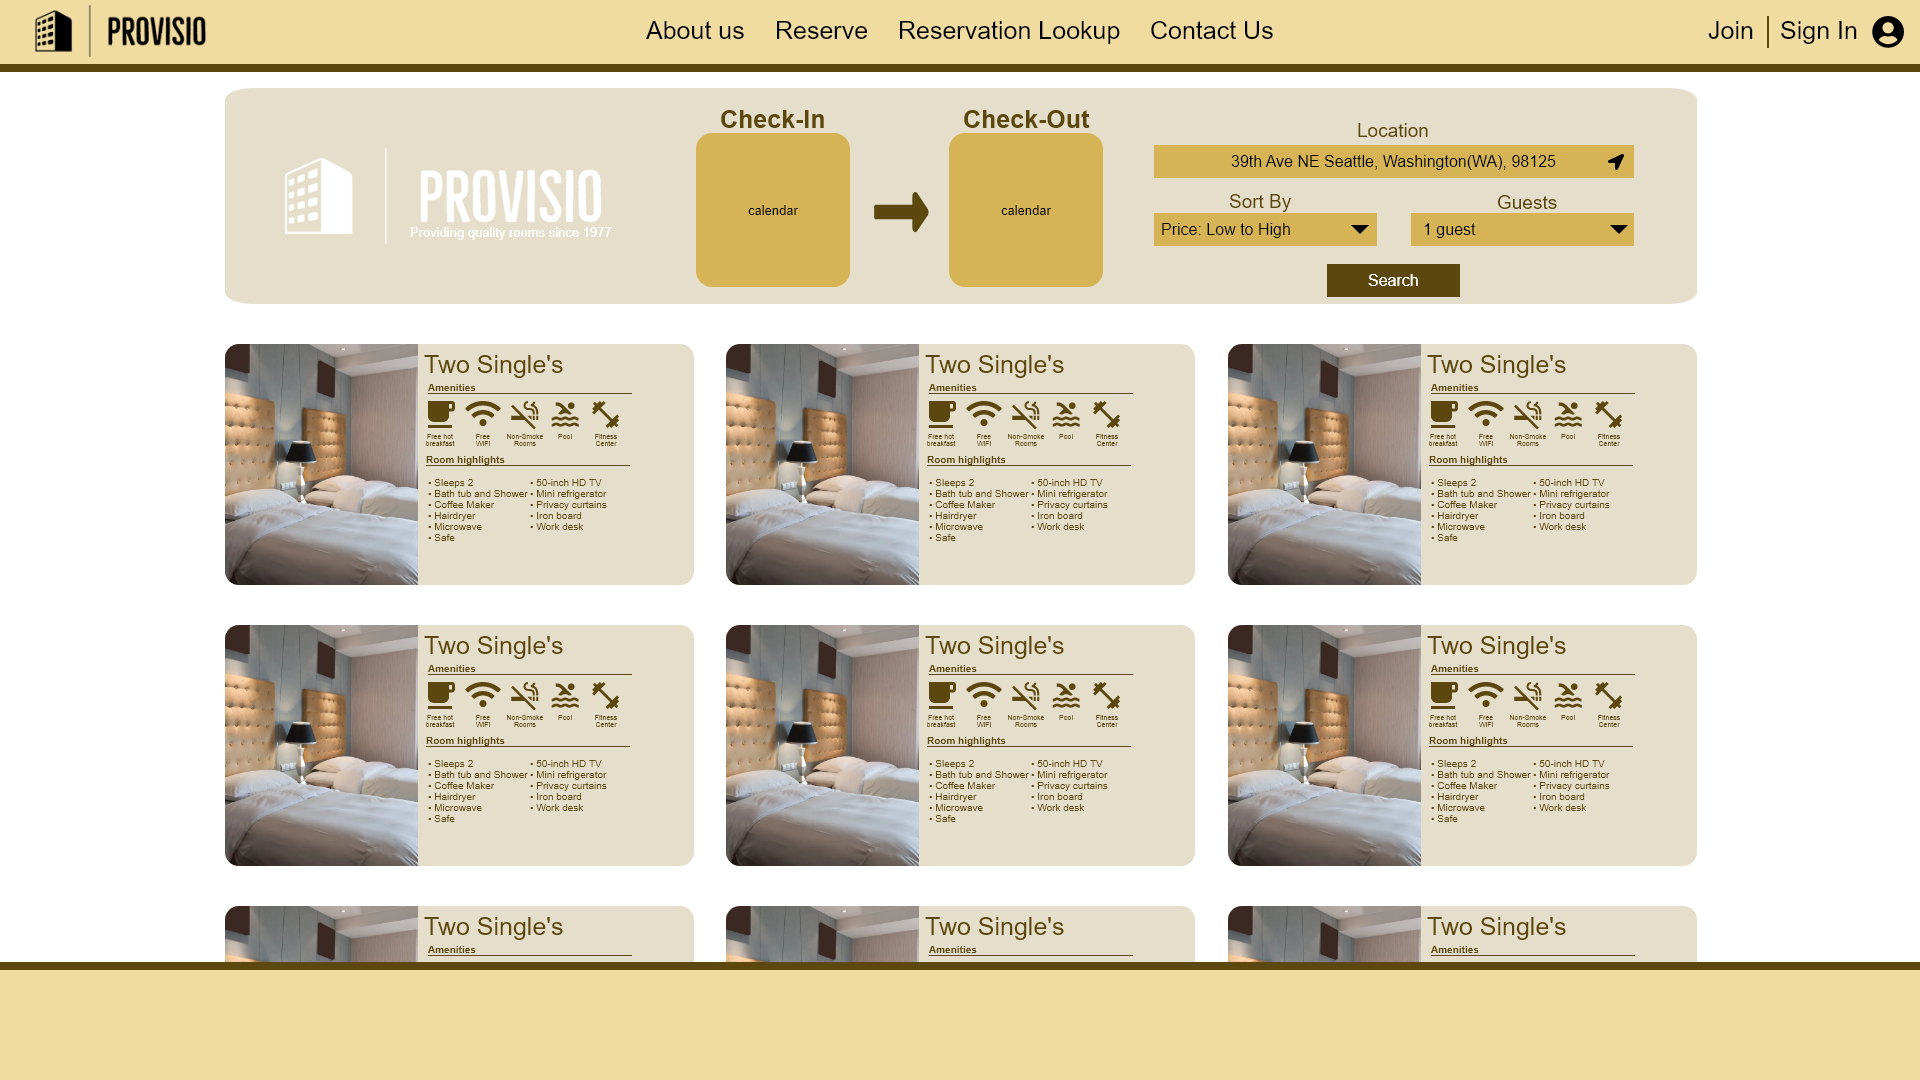 PROVISIO
About us
Reserve
Reservation Lookup
Contact Us
Join
Sign In
PROVISIO
Providing quality rooms since 1977
Check-In
calendar
Check-Out
calendar
Location
39th Ave NE Seattle, Washington(WA), 98125
Sort By
Guests
Price: Low to High
1 guest
Search
Two Single's
Amenities
Free hot
breakfast
Free
WiFi
Non-Smoke
Rooms
Pool
Fitness
Center
Room highlights
• Sleeps 2
• Bath tub and Shower
• Coffee Maker
• Hairdryer
• Microwave
• Safe
• 50-inch HD TV
• Mini refrigerator
• Privacy curtains
• Iron board
• Work desk
Two Single's
Amenities
Free hot
breakfast
Free
WiFi
Non-Smoke
Rooms
Pool
Fitness
Center
Room highlights
• Sleeps 2
• Bath tub and Shower
• Coffee Maker
• Hairdryer
• Microwave
• Safe
• 50-inch HD TV
• Mini refrigerator
• Privacy curtains
• Iron board
• Work desk
Two Single's
Amenities
Free hot
breakfast
Free
WiFi
Non-Smoke
Rooms
Pool
Fitness
Center
Room highlights
• Sleeps 2
• Bath tub and Shower
• Coffee Maker
• Hairdryer
• Microwave
• Safe
• 50-inch HD TV
• Mini refrigerator
• Privacy curtains
• Iron board
• Work desk
Two Single's
Amenities
Free hot
breakfast
Free
WiFi
Non-Smoke
Rooms
Pool
Fitness
Center
Room highlights
• Sleeps 2
• Bath tub and Shower
• Coffee Maker
• Hairdryer
• Microwave
• Safe
• 50-inch HD TV
• Mini refrigerator
• Privacy curtains
• Iron board
• Work desk
Two Single's
Amenities
Free hot
breakfast
Free
WiFi
Non-Smoke
Rooms
Pool
Fitness
Center
Room highlights
• Sleeps 2
• Bath tub and Shower
• Coffee Maker
• Hairdryer
• Microwave
• Safe
• 50-inch HD TV
• Mini refrigerator
• Privacy curtains
• Iron board
• Work desk
Two Single's
Amenities
Free hot
breakfast
Free
WiFi
Non-Smoke
Rooms
Pool
Fitness
Center
Room highlights
• Sleeps 2
• Bath tub and Shower
• Coffee Maker
• Hairdryer
• Microwave
• Safe
• 50-inch HD TV
• Mini refrigerator
• Privacy curtains
• Iron board
• Work desk
Two Single's
Amenities
Two Single's
Amenities
Two Single's
Amenities